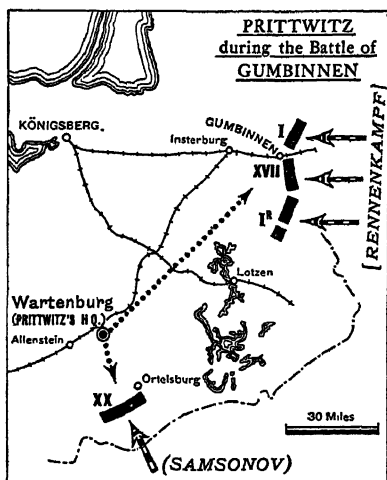 PRITTWITZ
during the Battle of
GUMBINNEN
KÖNIGSBERG
Insterburg
GUMBINNEN
I
XVII
Iᴿ
[RENNENKAMPF]
Lotzen
Wartenburg
(PRITTWITZ'S H.Q.)
Allenstein
Ortelsburg
XX
30 Miles
(SAMSONOV)